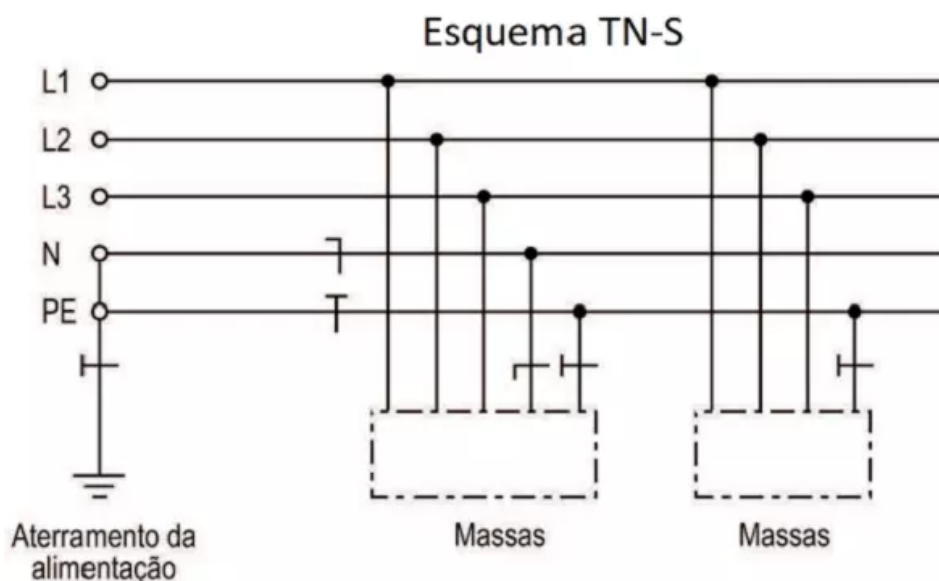 Esquema TN-S
L1
L2
L3
N
PE
Aterramento da
alimentação
Massas
Massas